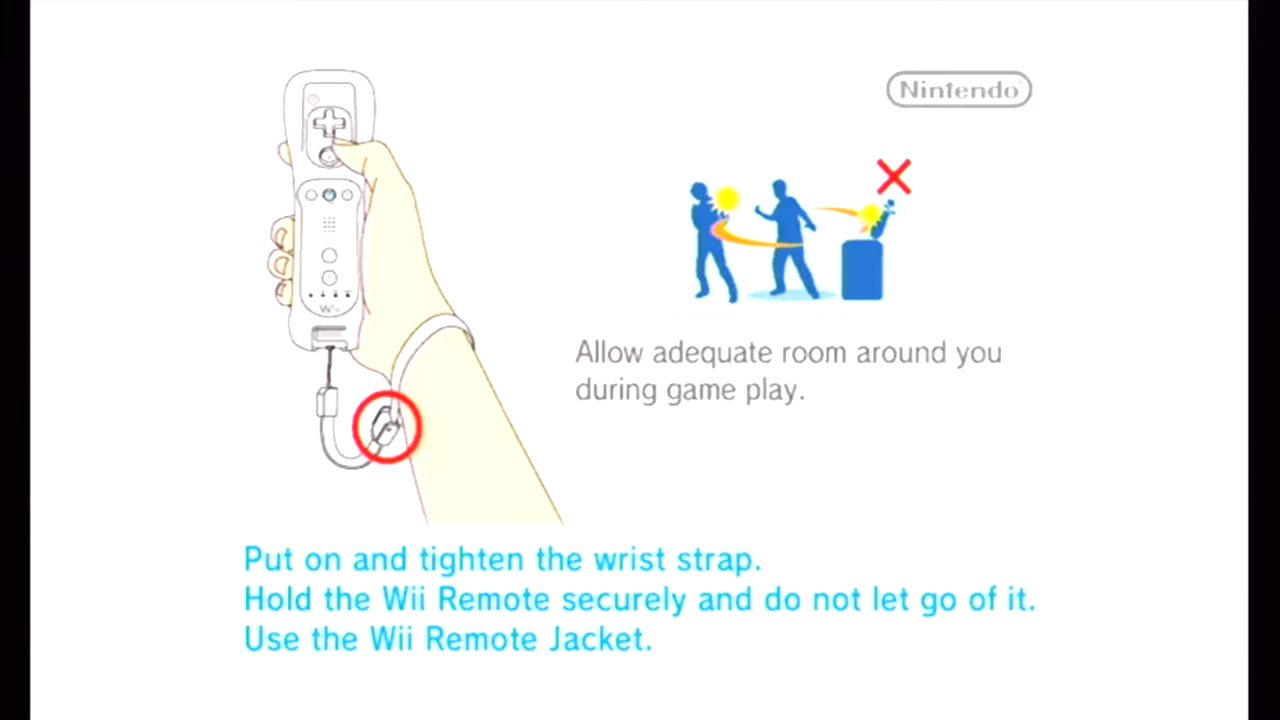 Nintendo
Allow adequate room around you
during game play.
Wii
Put on and tighten the wrist strap.
Hold the Wii Remote securely and do not let go of it.
Use the Wii Remote Jacket.